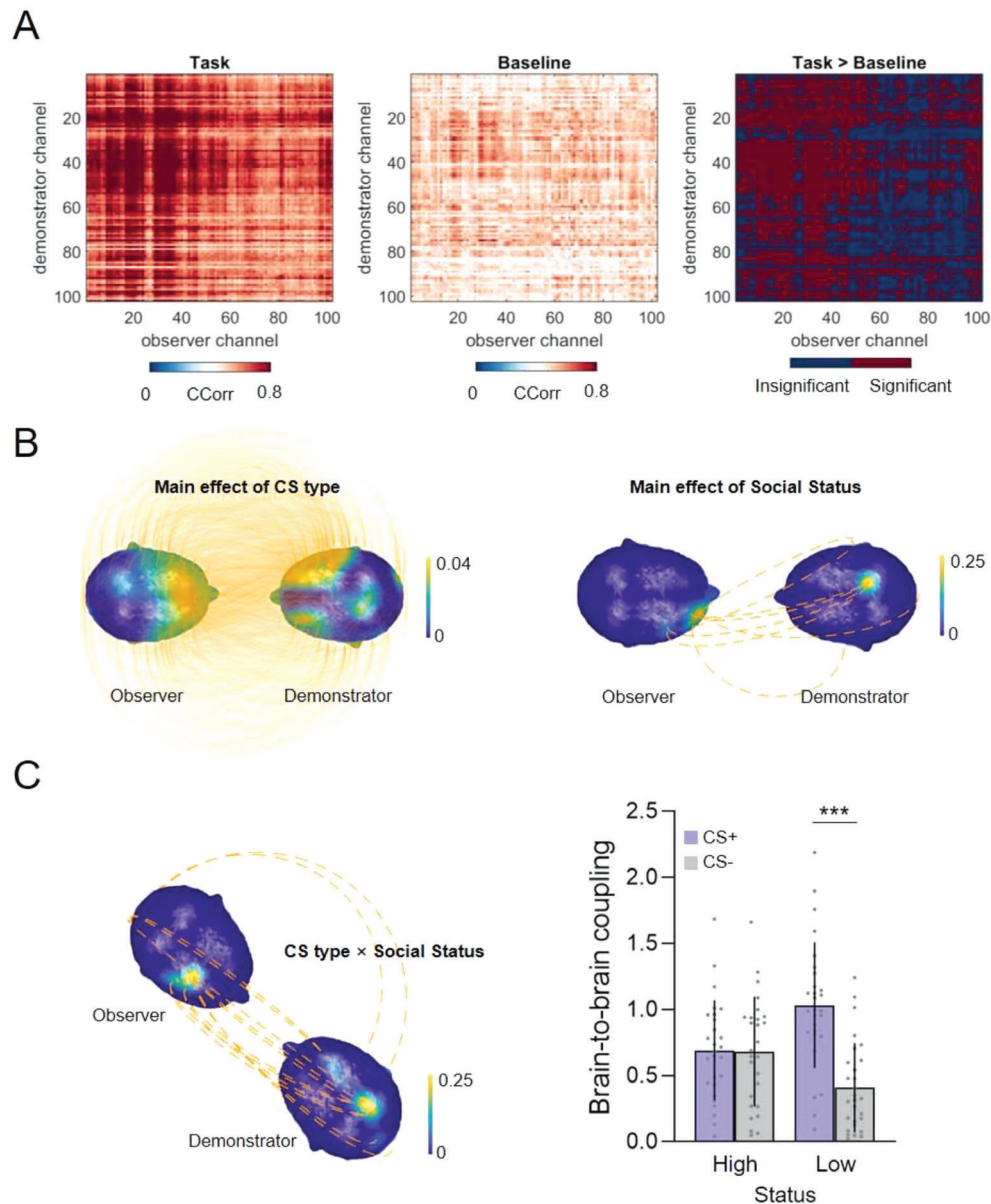 A
Task
Baseline
Task > Baseline
demonstrator channel
20
40
60
80
100
20 40 60 80 100
observer channel
0 CCorr 0.8
demonstrator channel
20
40
60
80
100
20 40 60 80 100
observer channel
0 CCorr 0.8
demonstrator channel
20
40
60
80
100
20 40 60 80 100
observer channel
Insignificant Significant
B
Main effect of CS type
0.04
0
Observer
Demonstrator
Main effect of Social Status
0.25
0
Observer
Demonstrator
C
CS type × Social Status
Observer
Demonstrator
0.25
0
Brain-to-brain coupling
2.5
2.0
1.5
1.0
0.5
0.0
CS+
CS-
***
High Low
Status